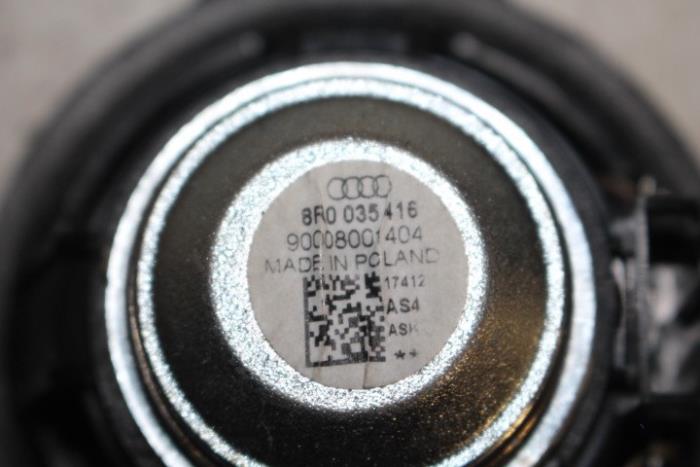 8R0 035 416
90008001404
MADE IN POLAND
17412
AS4
ASK
**